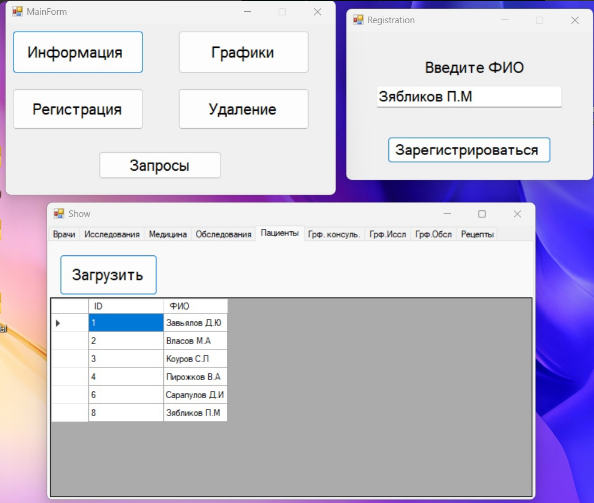 MainForm
Информация
Графики
Регистрация
Удаление
Запросы
Registration
Введите ФИО
Зябликов П.М
Зарегистрироваться
Show
Врачи Исследования Медицина Обследования Пациенты Грф. консуль. Грф.Иссл Грф.Обсл Рецепты
Загрузить
ID ФИО
1 Завьялов Д.Ю
2 Власов М.А
3 Коуров С.П
4 Пирожков В.А
6 Сарапулов Д.И
8 Зябликов П.М